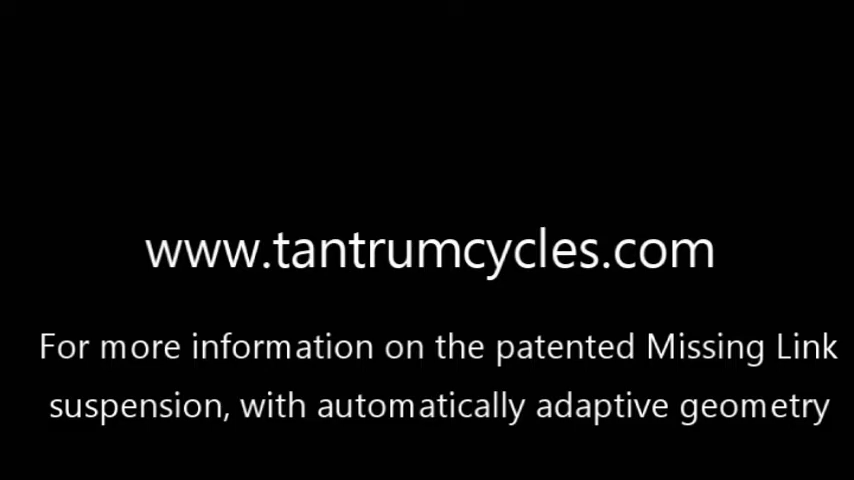 www.tantrumcycles.com
For more information on the patented Missing Link
suspension, with automatically adaptive geometry